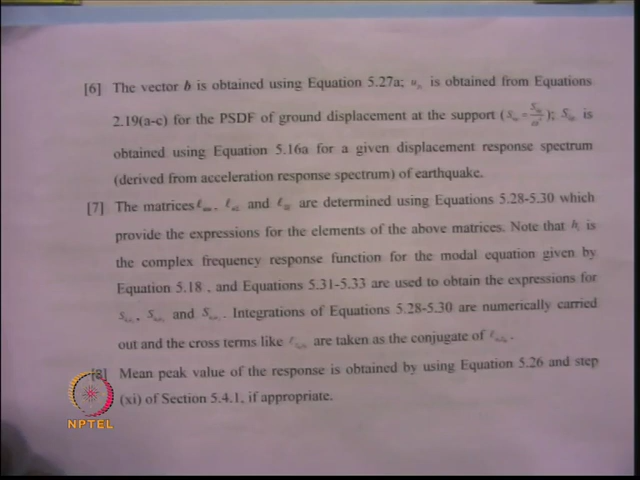 [6] The vector b is obtained using Equation 5.27a; is obtained from Equations
2.19(a-c) for the PSDF of ground displacement at the support ( ); is
obtained using Equation 5.16a for a given displacement response spectrum
(derived from acceleration response spectrum) of earthquake.
[7] The matrices , and are determined using Equations 5.28-5.30 which
provide the expressions for the elements of the above matrices. Note that is
the complex frequency response function for the modal equation given by
Equation 5.18 , and Equations 5.31-5.33 are used to obtain the expressions for
, and . Integrations of Equations 5.28-5.30 are numerically carried
out and the cross terms like are taken as the conjugate of .
[8] Mean peak value of the response is obtained by using Equation 5.26 and step
(xi) of Section 5.4.1, if appropriate.
NPTEL